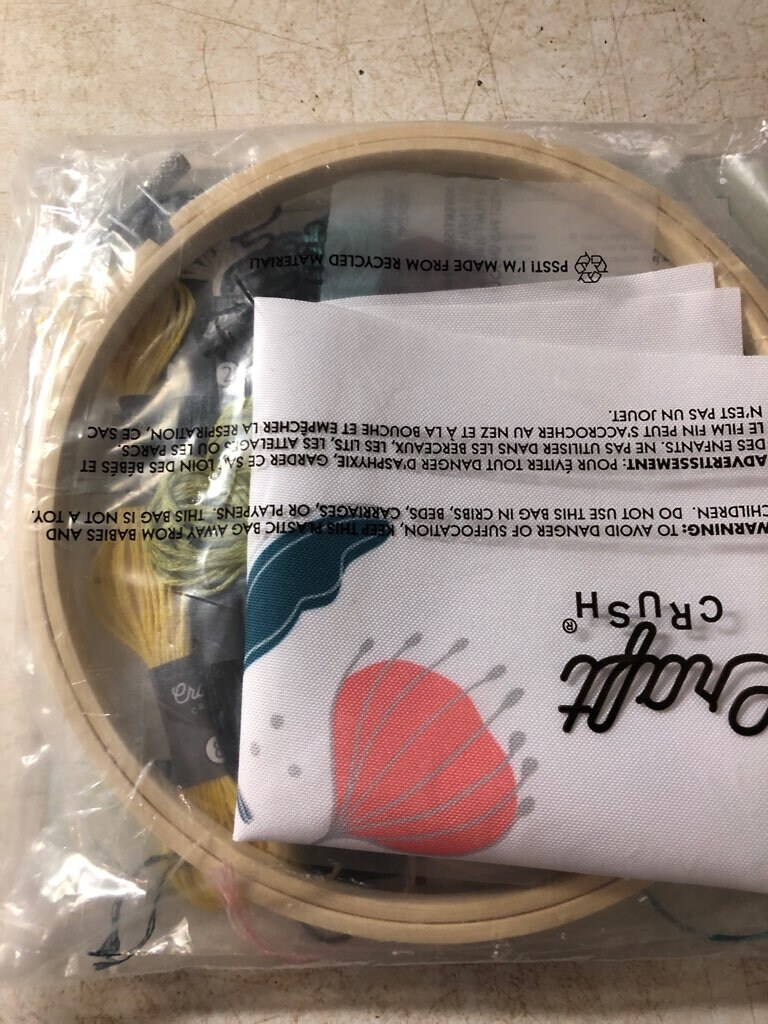 Craft
CRUSH®
WARNING: TO AVOID DANGER OF SUFFOCATION, KEEP THIS PLASTIC BAG AWAY FROM BABIES AND
CHILDREN. DO NOT USE THIS BAG IN CRIBS, BEDS, CARRIAGES, OR PLAYPENS. THIS BAG IS NOT A TOY.
ADVERTISSEMENT: POUR ÉVITER TOUT DANGER D'ASPHYXIE, GARDER CE SAC LOIN DES BÉBÉS ET
DES ENFANTS. NE PAS UTILISER DANS LES BERCEAUX, LES LITS, LES ATTELAGES OU LES PARCS.
LE FILM FIN PEUT S'ACCROCHER AU NEZ ET À LA BOUCHE ET EMPÊCHER LA RESPIRATION, CE SAC
N'EST PAS UN JOUET.
PSST! I'M MADE FROM RECYCLED MATERIAL!
2
Cra
8